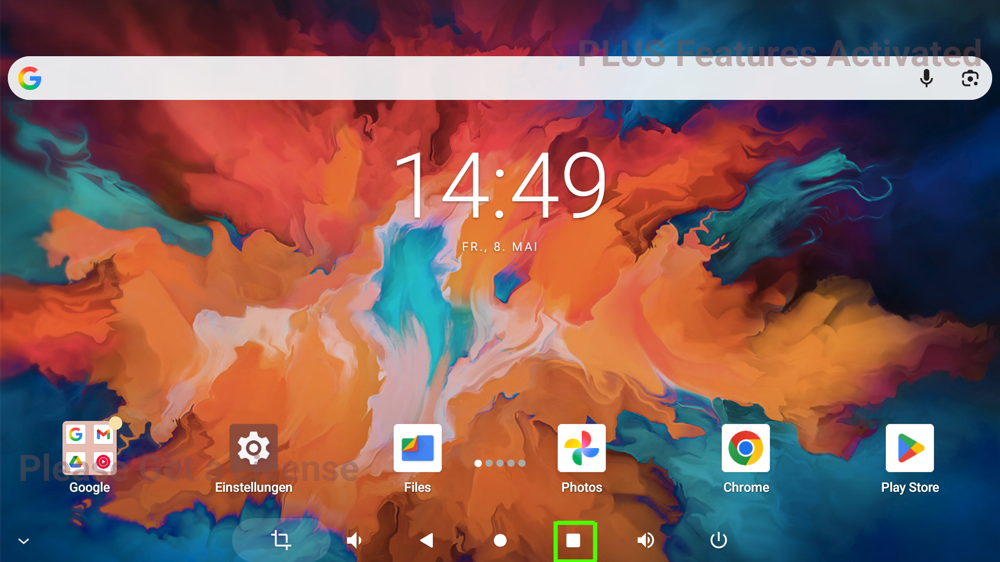 PLUS Features Activated
14:49
FR., 8. MAI
Please Get a License
Google
Einstellungen
Files
Photos
Chrome
Play Store